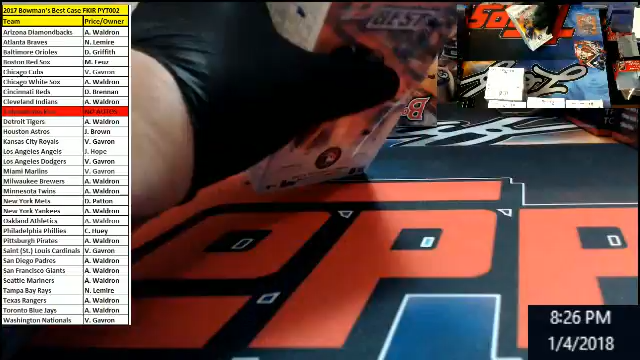 2017 Bowman's Best Case FKIR PYT002
Team Price/Owner
Arizona Diamondbacks A. Waldron
Atlanta Braves N. Lemire
Baltimore Orioles D. Griffith
Boston Red Sox M. Feuz
Chicago Cubs V. Gavron
Chicago White Sox A. Waldron
Cincinnati Reds D. Brennan
Cleveland Indians A. Waldron
Detroit Tigers A. Waldron
Houston Astros J. Brown
Kansas City Royals V. Gavron
Los Angeles Angels J. Hope
Los Angeles Dodgers V. Gavron
Miami Marlins V. Gavron
Milwaukee Brewers A. Waldron
Minnesota Twins A. Waldron
New York Mets D. Patton
New York Yankees A. Waldron
Oakland Athletics A. Waldron
Philadelphia Phillies C. Huey
Pittsburgh Pirates A. Waldron
Saint (St.) Louis Cardinals V. Gavron
San Diego Padres A. Waldron
San Francisco Giants A. Waldron
Seattle Mariners A. Waldron
Tampa Bay Rays N. Lemire
Texas Rangers A. Waldron
Toronto Blue Jays A. Waldron
Washington Nationals V. Gavron
BEST
8:26 PM
1/4/2018